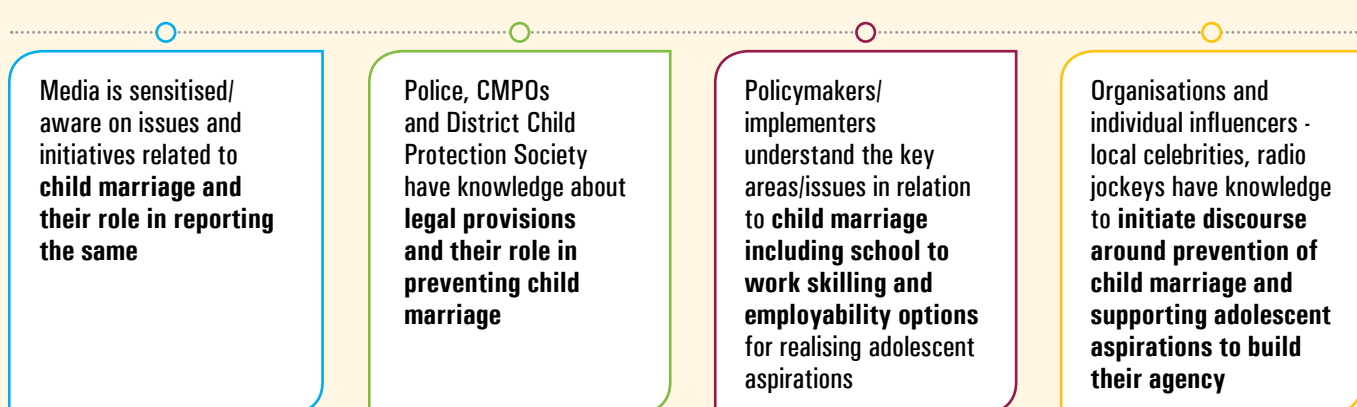 Media is sensitised/
aware on issues and
initiatives related to
child marriage and
their role in reporting
the same
Police, CMPOs
and District Child
Protection Society
have knowledge about
legal provisions
and their role in
preventing child
marriage
Policymakers/
implementers
understand the key
areas/issues in relation
to child marriage
including school to
work skilling and
employability options
for realising adolescent
aspirations
Organisations and
individual influencers -
local celebrities, radio
jockeys have knowledge
to initiate discourse
around prevention of
child marriage and
supporting adolescent
aspirations to build
their agency